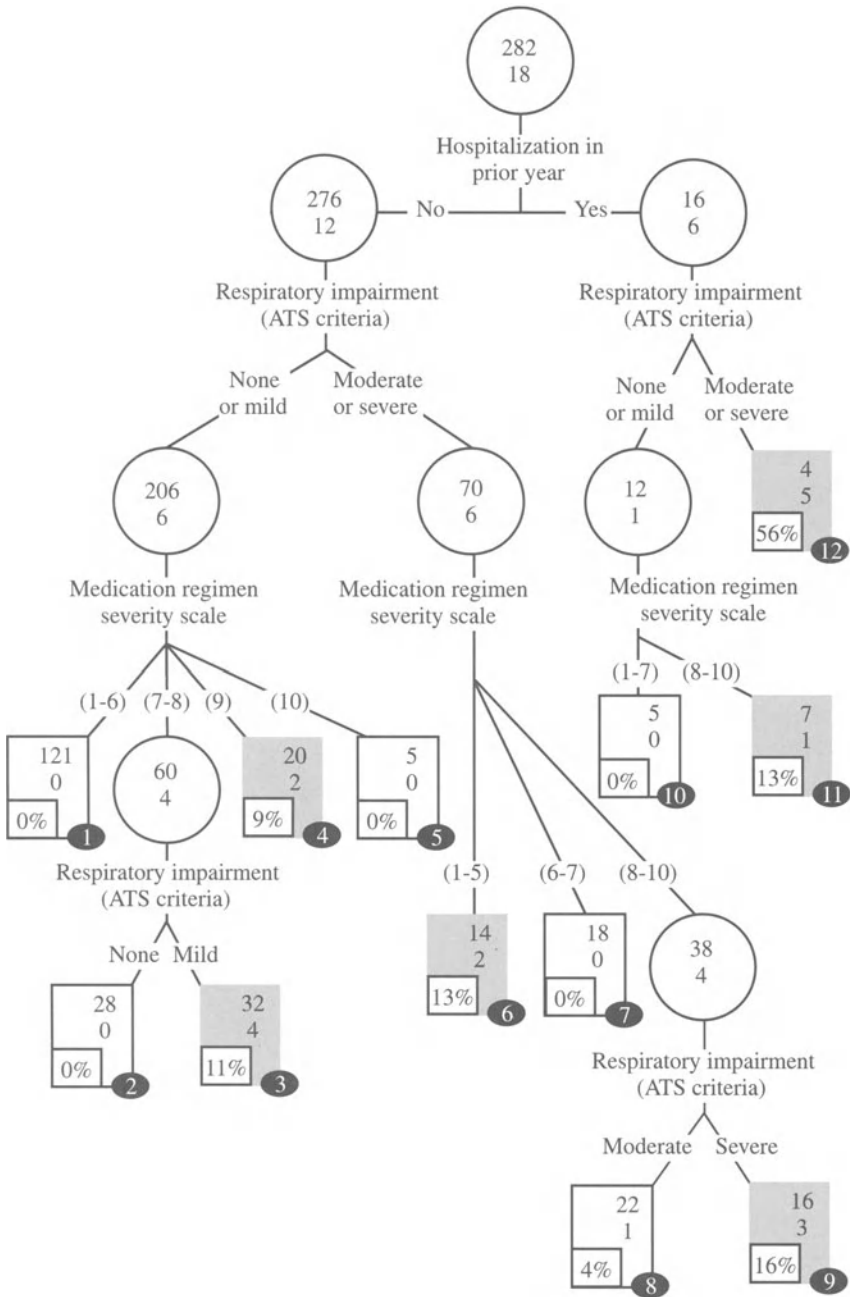 282
18
Hospitalization in
prior year
276
12
No
Yes
16
6
Respiratory impairment
(ATS criteria)
Respiratory impairment
(ATS criteria)
None
or mild
Moderate
or severe
None
or mild
Moderate
or severe
206
6
70
6
12
1
4
5
56%
12
Medication regimen
severity scale
Medication regimen
severity scale
Medication regimen
severity scale
(1-6)
(7-8)
(9)
(10)
(1-7)
(8-10)
121
0
0%
1
60
4
20
2
9%
4
5
0
0%
5
5
0
0%
10
7
1
13%
11
Respiratory impairment
(ATS criteria)
(1-5)
(6-7)
(8-10)
None
Mild
14
2
13%
6
18
0
0%
7
38
4
28
0
0%
2
32
4
11%
3
Respiratory impairment
(ATS criteria)
Moderate
Severe
22
1
4%
8
16
3
16%
9